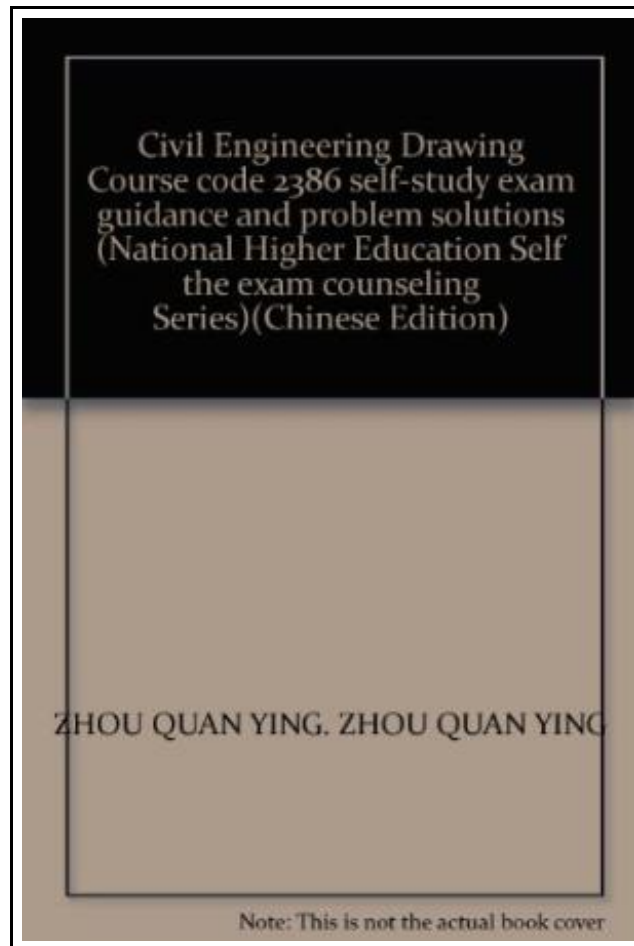 Civil Engineering Drawing
Course code 2386 self-study exam
guidance and problem solutions
(National Higher Education Self
the exam counseling
Series)(Chinese Edition)
ZHOU QUAN YING. ZHOU QUAN YING
Note: This is not the actual book cover